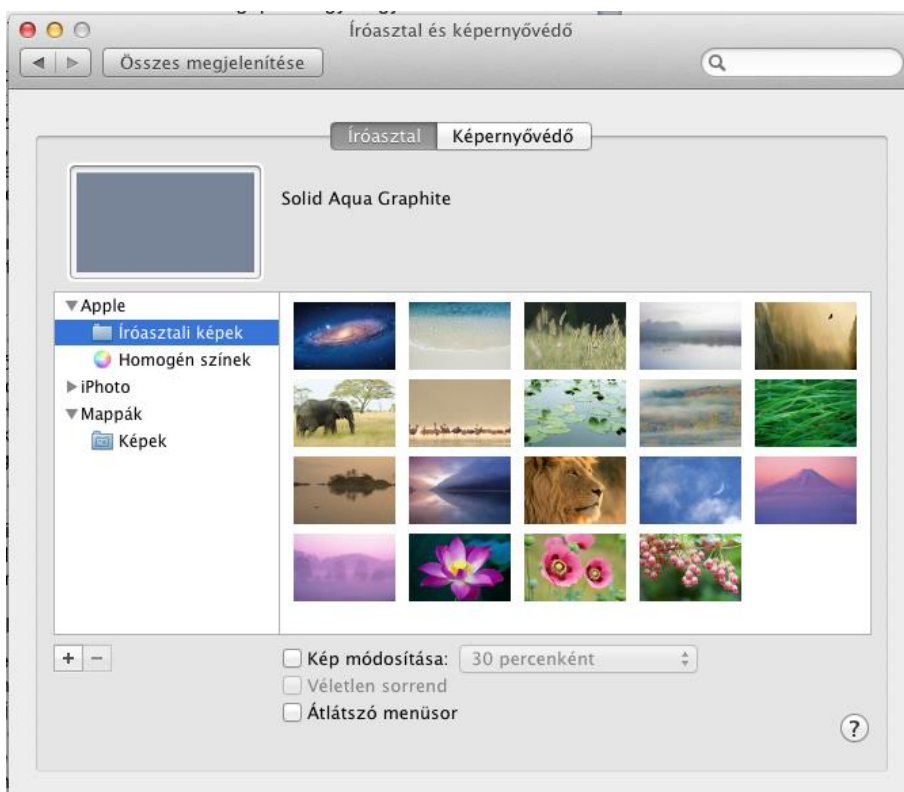 Íróasztal és képernyővédő
Összes megjelenítése
Íróasztal Képernyővédő
Solid Aqua Graphite
Apple
Íróasztali képek
Homogén színek
iPhoto
Mappák
Képek
+ −
Kép módosítása: 30 percenként
Véletlen sorrend
Átlátszó menüsor
?